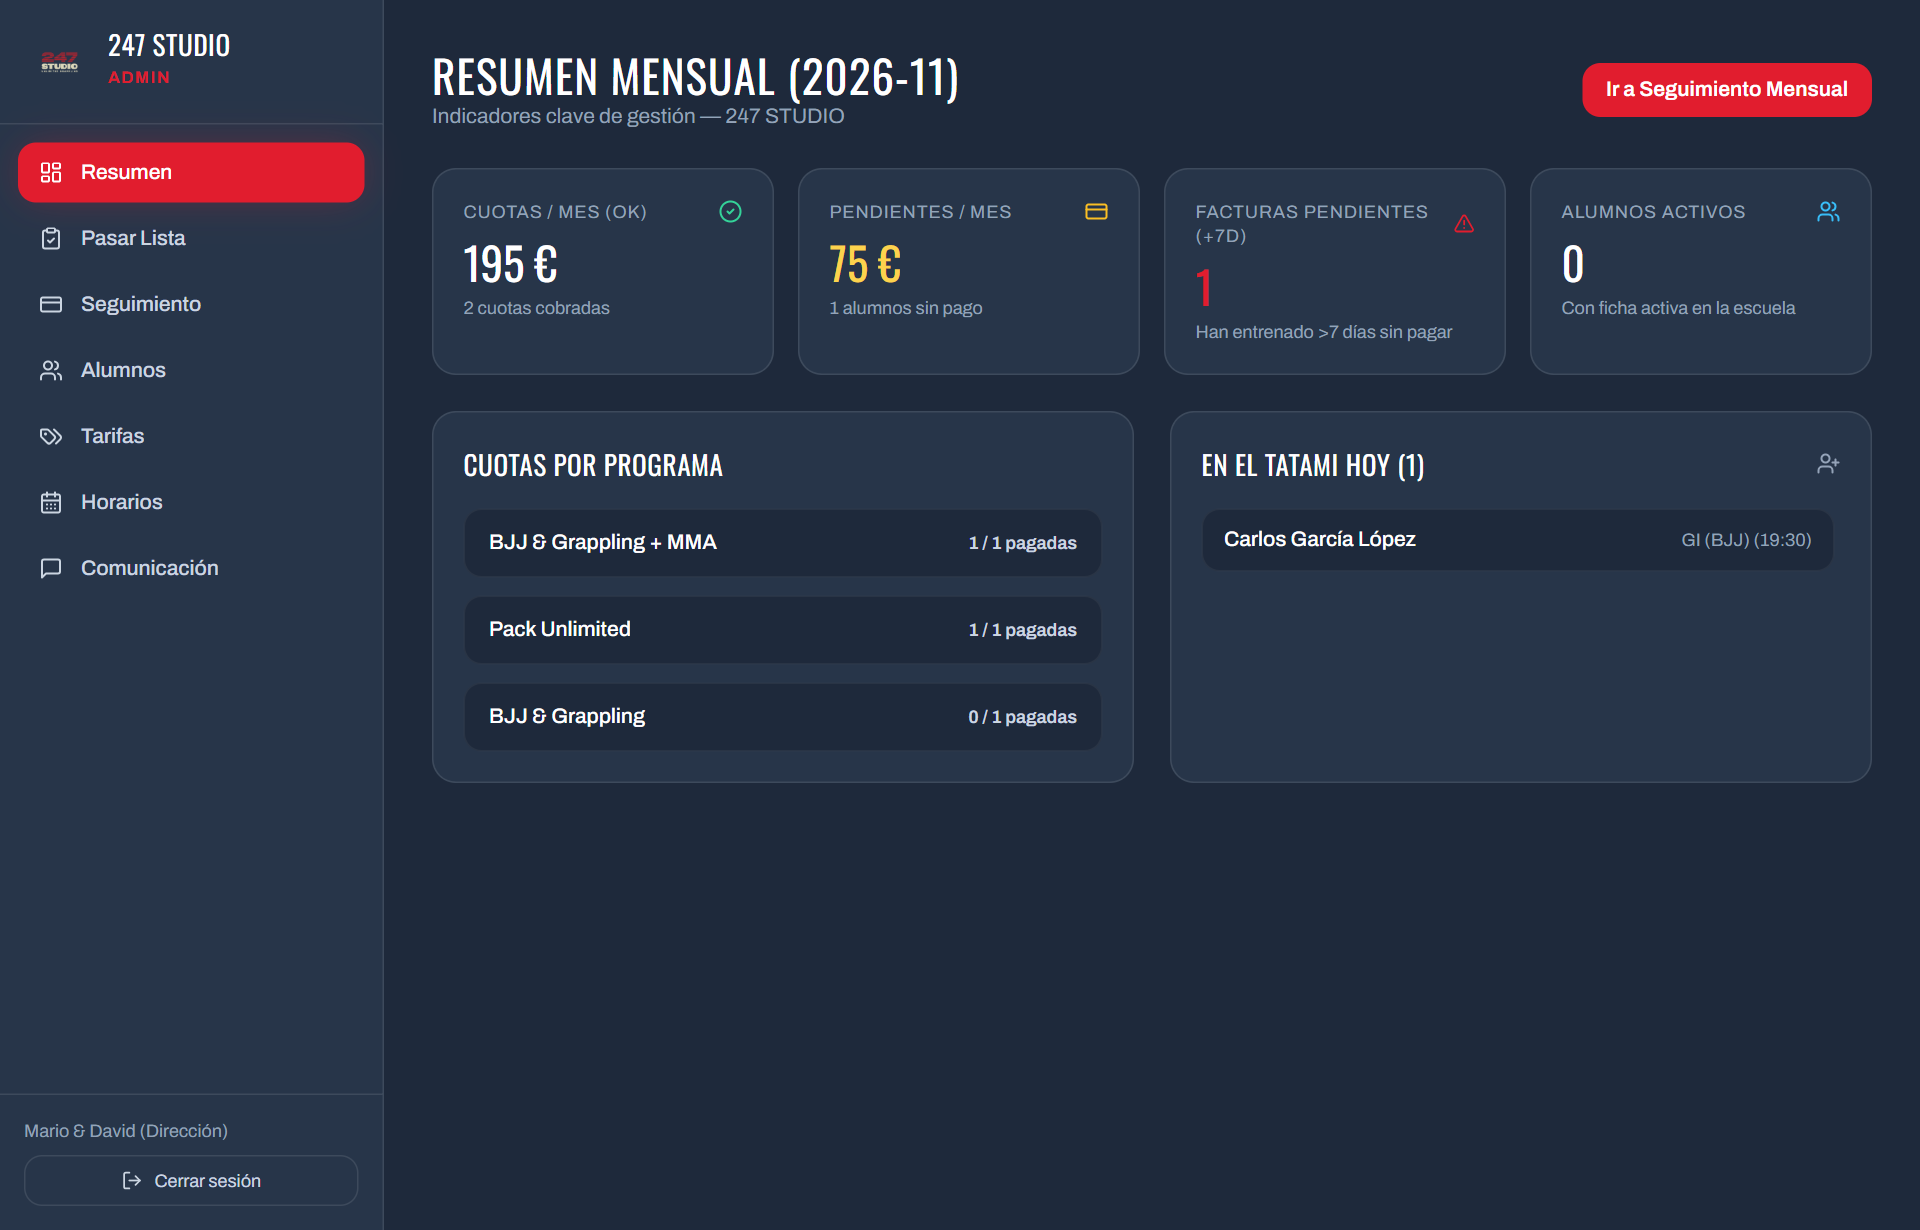 247
STUDIO
247 STUDIO
ADMIN
Resumen
Pasar Lista
Seguimiento
Alumnos
Tarifas
Horarios
Comunicación
Mario & David (Dirección)
Cerrar sesión
RESUMEN MENSUAL (2026-11)
Indicadores clave de gestión — 247 STUDIO
Ir a Seguimiento Mensual
CUOTAS / MES (OK)
195 €
2 cuotas cobradas
PENDIENTES / MES
75 €
1 alumnos sin pago
FACTURAS PENDIENTES
(+7D)
1
Han entrenado >7 días sin pagar
ALUMNOS ACTIVOS
0
Con ficha activa en la escuela
CUOTAS POR PROGRAMA
BJJ & Grappling + MMA 1 / 1 pagadas
Pack Unlimited 1 / 1 pagadas
BJJ & Grappling 0 / 1 pagadas
EN EL TATAMI HOY (1)
Carlos García López GI (BJJ) (19:30)